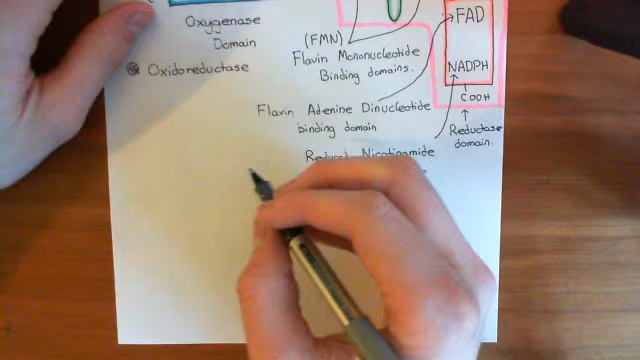 Oxygenase
Domain
Oxidoreductase
(FMN)
Flavin Mononucleotide
Binding domains.
FAD
NADPH
COOH
Flavin Adenine Dinucleotide
binding domain
Reductase
domain.
Reduced Nicotinamide